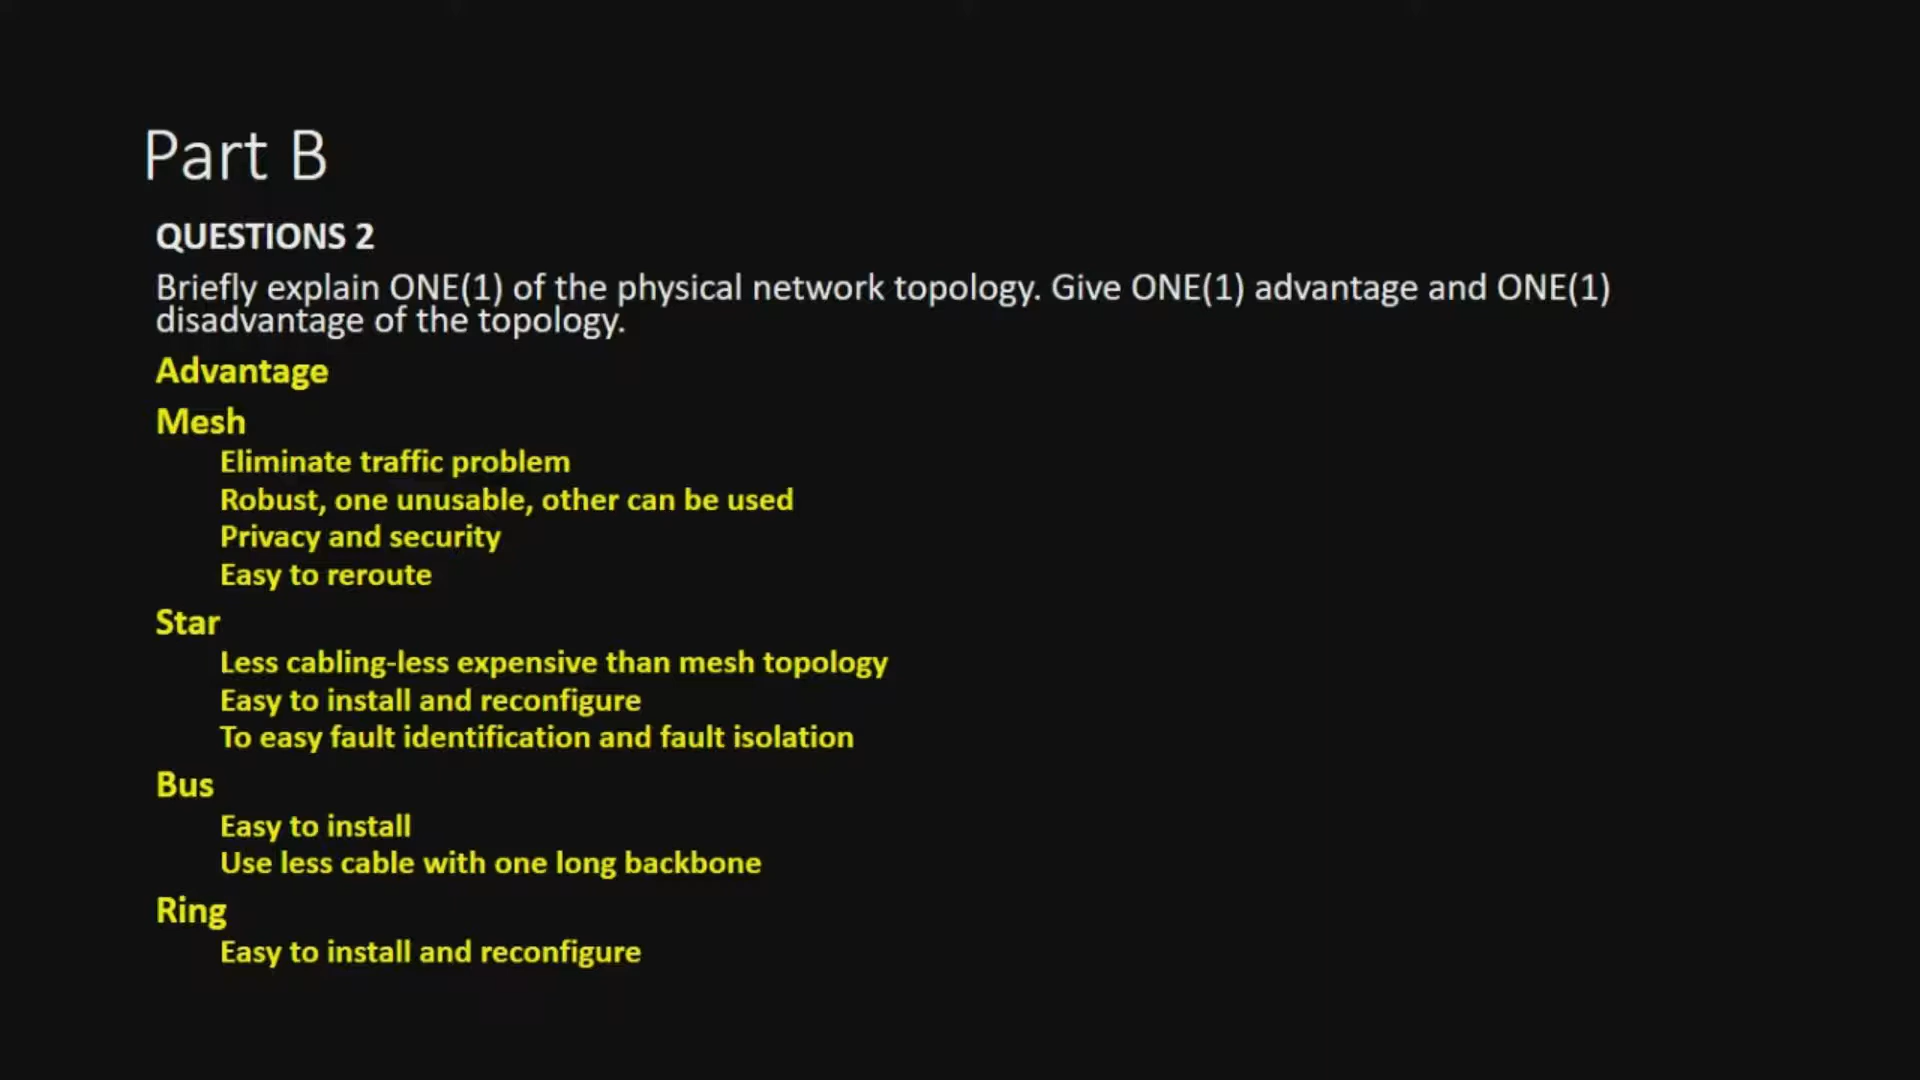 Part B
QUESTIONS 2
Briefly explain ONE(1) of the physical network topology. Give ONE(1) advantage and ONE(1)
disadvantage of the topology.
Advantage
Mesh
Eliminate traffic problem
Robust, one unusable, other can be used
Privacy and security
Easy to reroute
Star
Less cabling-less expensive than mesh topology
Easy to install and reconfigure
To easy fault identification and fault isolation
Bus
Easy to install
Use less cable with one long backbone
Ring
Easy to install and reconfigure